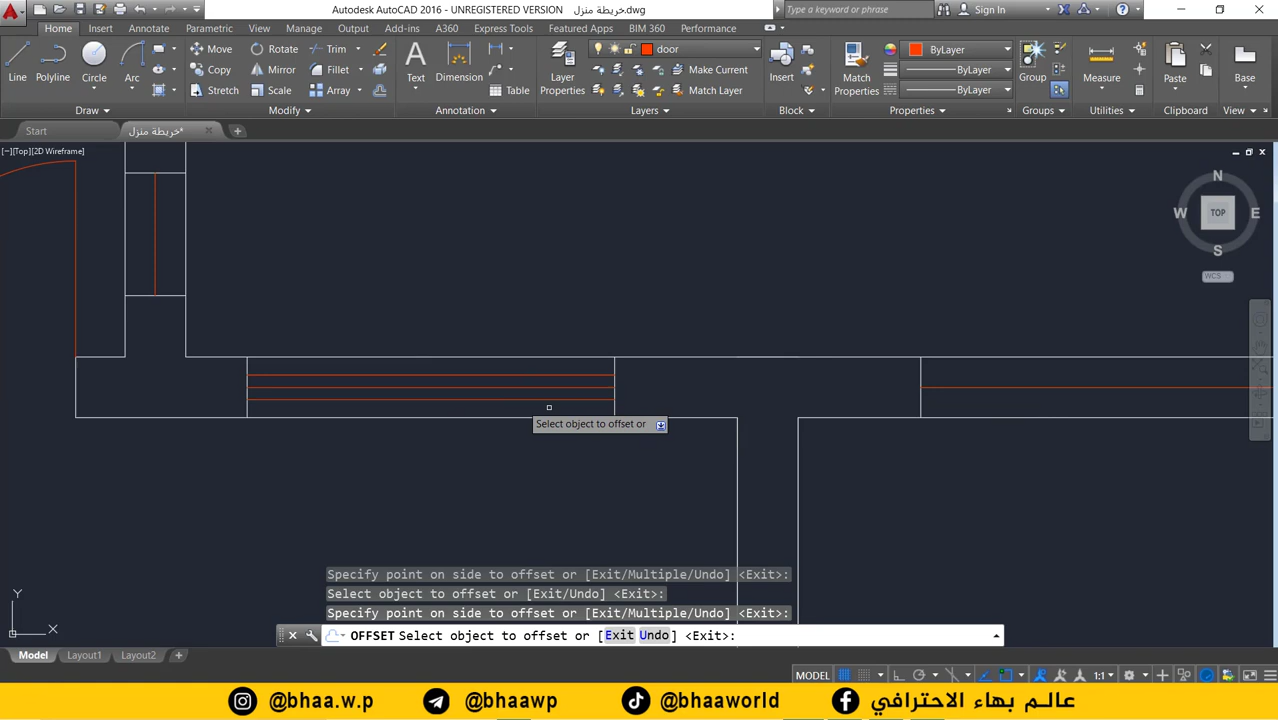 Autodesk AutoCAD 2016 - UNREGISTERED VERSION خريطة منزل.dwg
Type a keyword or phrase
Sign In
Home Insert Annotate Parametric View Manage Output Add-ins A360 Express Tools Featured Apps BIM 360 Performance
Line
Polyline
Circle
Arc
Move
Copy
Stretch
Rotate
Mirror
Scale
Trim
Fillet
Array
Text
Dimension
Table
Layer Properties
door
Make Current
Match Layer
Insert
Match Properties
ByLayer
ByLayer
ByLayer
Group
Measure
Paste
Base
Draw
Modify
Annotation
Layers
Block
Properties
Groups
Utilities
Clipboard
View
Start
خريطة منزل*
[−][Top][2D Wireframe]
N
W
TOP
E
S
WCS
Select object to offset or
Specify point on side to offset or [Exit/Multiple/Undo] <Exit>:
Select object to offset or [Exit/Undo] <Exit>:
Specify point on side to offset or [Exit/Multiple/Undo] <Exit>:
OFFSET Select object to offset or [Exit Undo] <Exit>:
Y
X
Model Layout1 Layout2
MODEL
1:1
@bhaa.w.p
@bhaawp
@bhaaworld
عالم بهاء الاحترافي